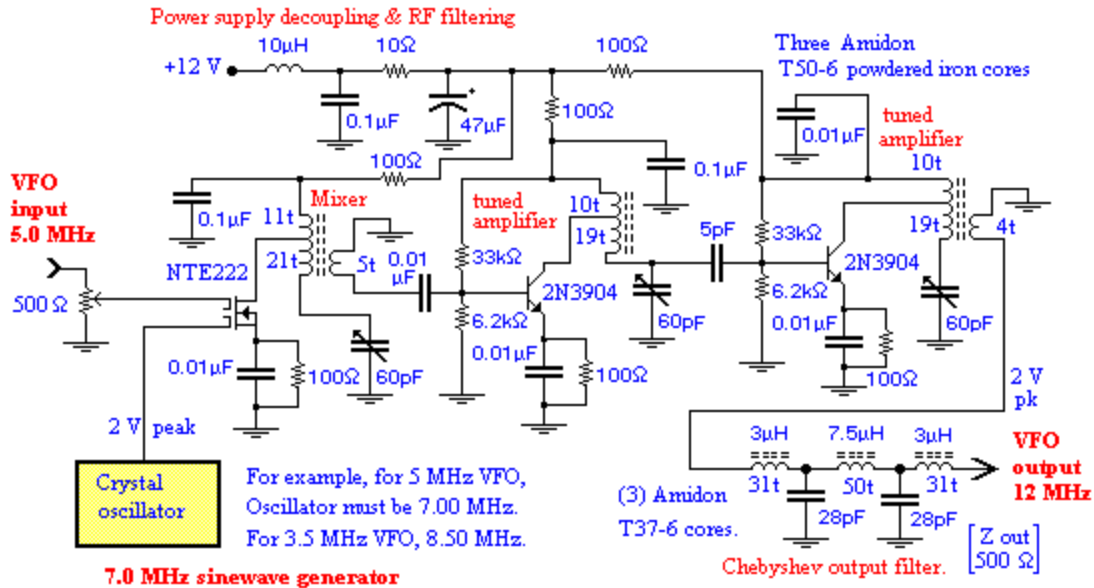 Power supply decoupling & RF filtering
10µH
10Ω
100Ω
Three Amidon
T50-6 powdered iron cores
+12 V
0.1µF
47µF
+
100Ω
0.01µF
tuned
amplifier
100Ω
0.1µF
10t
VFO
input
5.0 MHz
0.1µF
11t
Mixer
tuned
amplifier
10t
19t
5pF
19t
4t
NTE222
21t
5t
0.01
µF
33kΩ
33kΩ
2N3904
2N3904
500 Ω
6.2kΩ
60pF
6.2kΩ
60pF
0.01µF
0.01µF
0.01µF
100Ω
60pF
100Ω
100Ω
2 V
pk
2 V peak
3µH
7.5µH
3µH
VFO
output
12 MHz
Crystal
oscillator
For example, for 5 MHz VFO,
Oscillator must be 7.00 MHz.
For 3.5 MHz VFO, 8.50 MHz.
(3) Amidon
T37-6 cores.
31t
50t
31t
28pF
28pF
Z out
500 Ω
Chebyshev output filter.
7.0 MHz sinewave generator